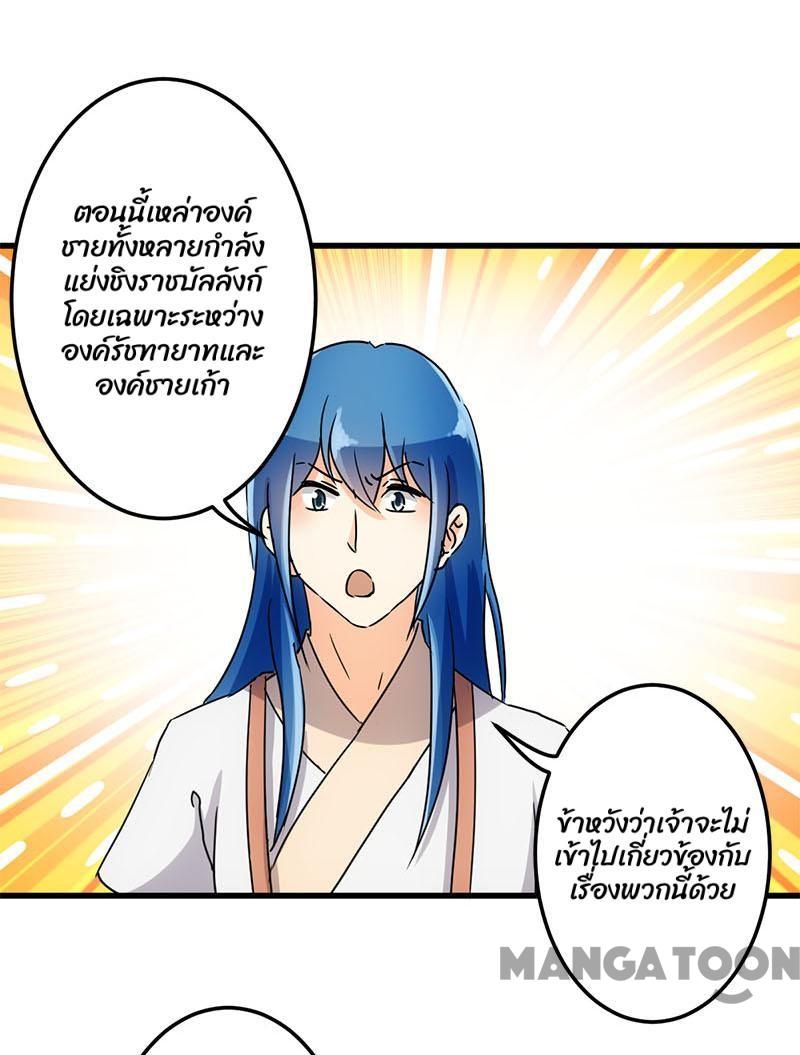 ตอนนี้เหล่าองค์
ชายทั้งหลายกำลัง
แย่งชิงราชบัลลังก์
โดยเฉพาะระหว่าง
องค์รัชทายาทและ
องค์ชายเก้า
ข้าหวังว่าเจ้าจะไม่
เข้าไปเกี่ยวข้องกับ
เรื่องพวกนี้ด้วย
MANGATOON